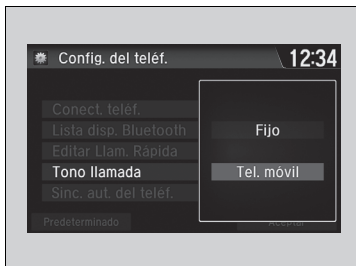 Config. del teléf.
12:34
Conect. teléf.
Lista disp. Bluetooth
Editar Llam. Rápida
Tono llamada
Sinc. aut. del teléf.
Fijo
Tel. móvil
Predeterminado
Aceptar